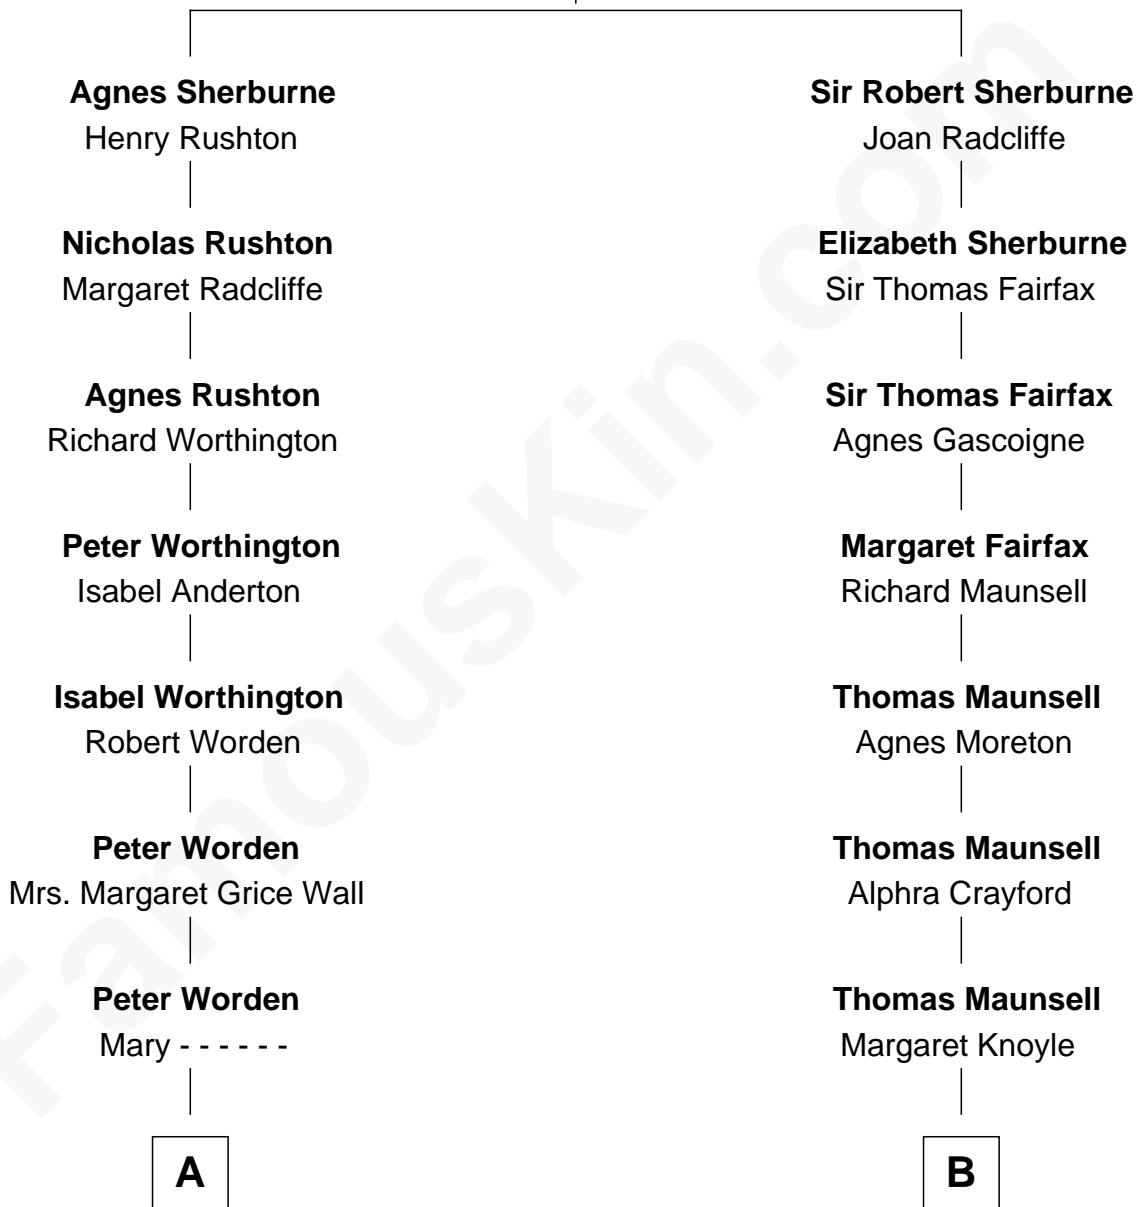 Agnes Sherburne
Henry Rushton
Nicholas Rushton
Margaret Radcliffe
Agnes Rushton
Richard Worthington
Peter Worthington
Isabel Anderton
Isabel Worthington
Robert Worden
Peter Worden
Mrs. Margaret Grice Wall
Peter Worden
Mary - - - - - -
A
Sir Robert Sherburne
Joan Radcliffe
Elizabeth Sherburne
Sir Thomas Fairfax
Sir Thomas Fairfax
Agnes Gascoigne
Margaret Fairfax
Richard Maunsell
Thomas Maunsell
Agnes Moreton
Thomas Maunsell
Alphra Crayford
Thomas Maunsell
Margaret Knoyle
B
FamousKin.com